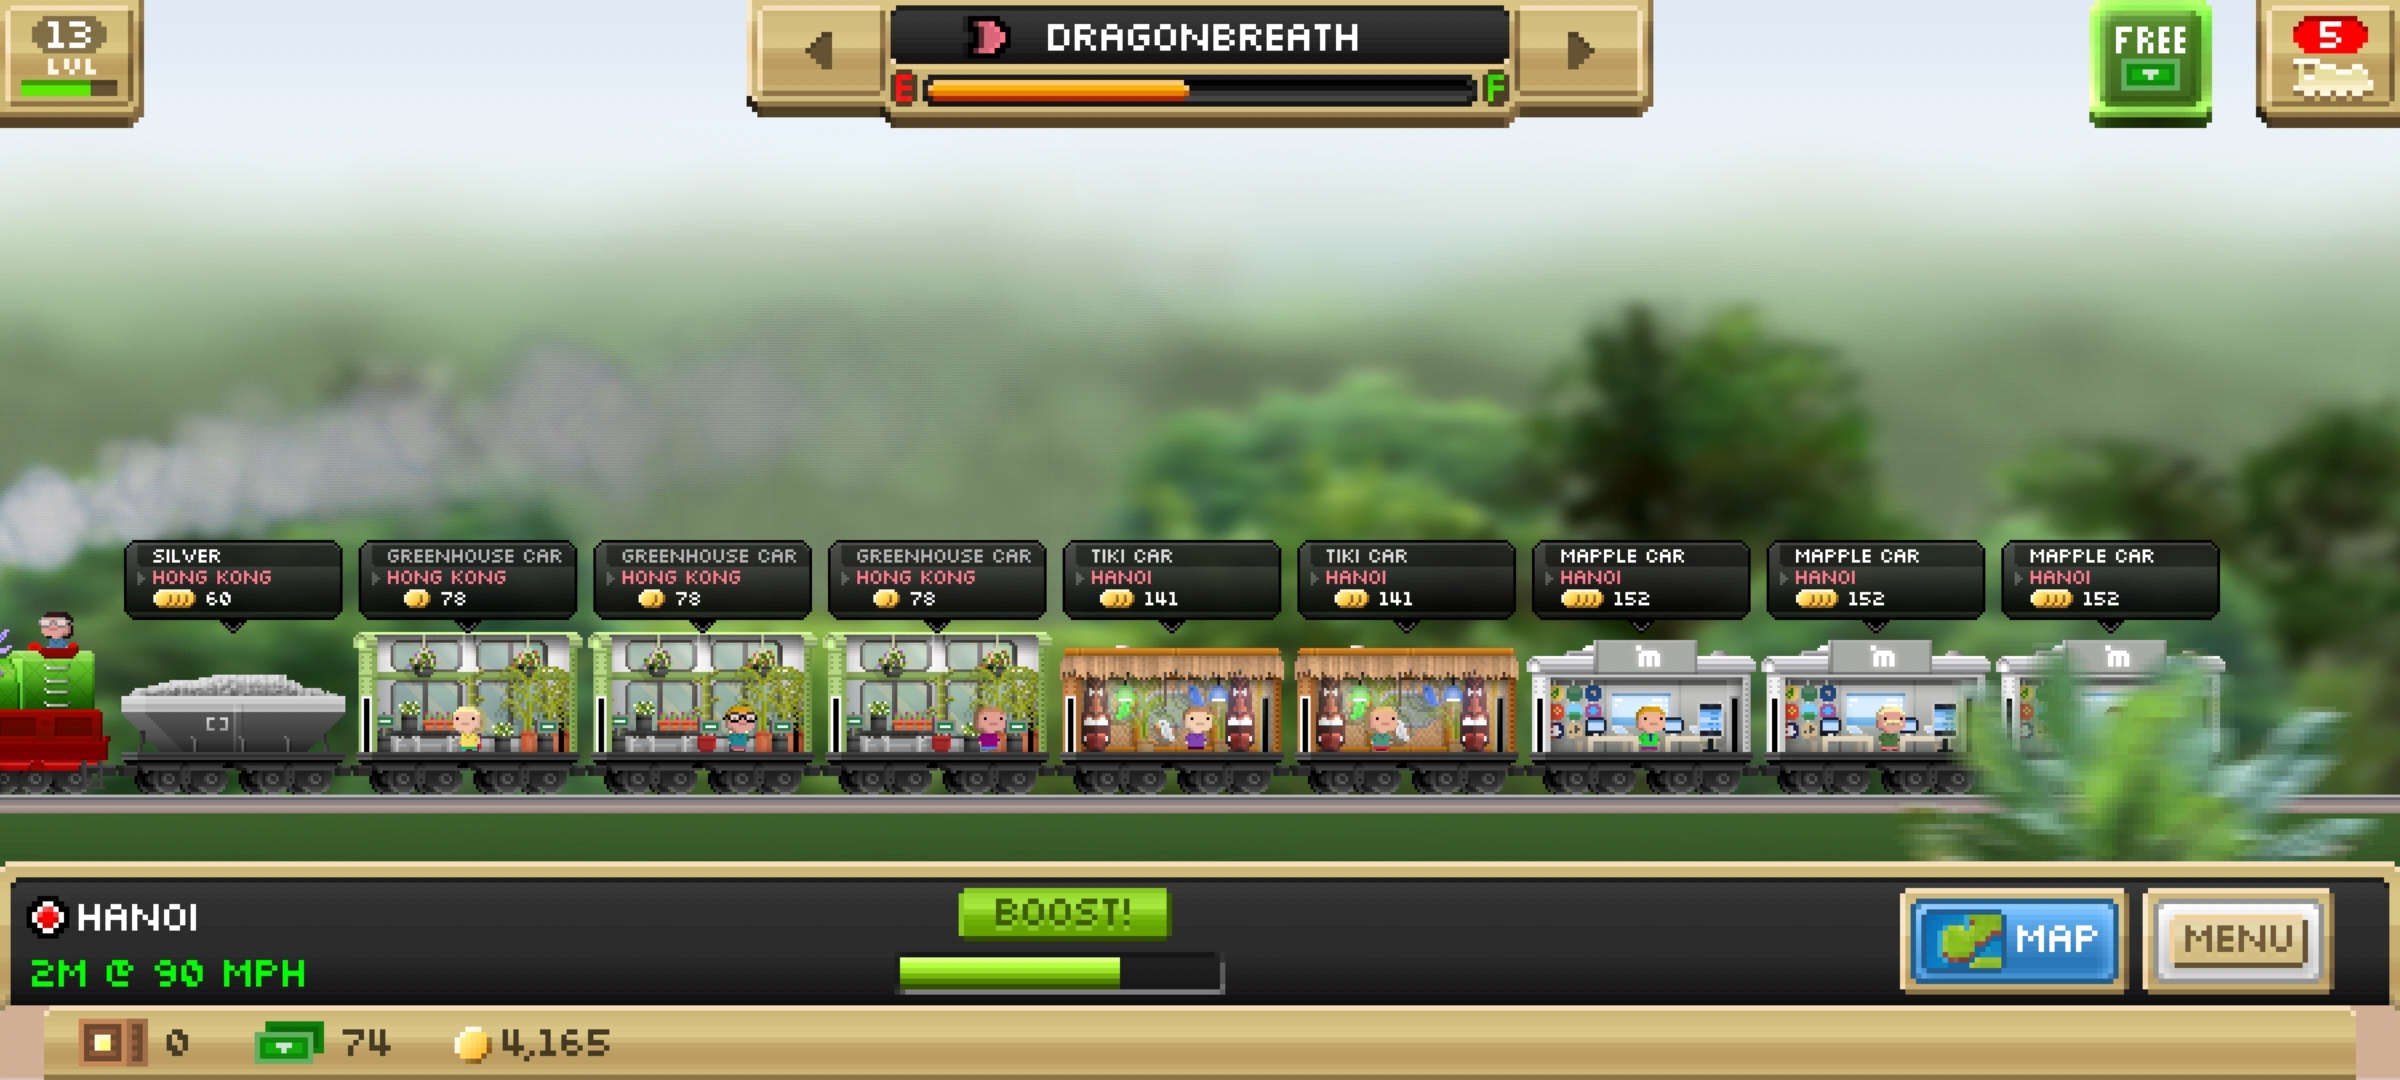 13
LVL
DRAGONBREATH
E
F
FREE
5
SILVER
HONG KONG
60
GREENHOUSE CAR
HONG KONG
78
GREENHOUSE CAR
HONG KONG
78
GREENHOUSE CAR
HONG KONG
78
TIKI CAR
HANOI
141
TIKI CAR
HANOI
141
MAPPLE CAR
HANOI
152
MAPPLE CAR
HANOI
152
MAPPLE CAR
HANOI
152
m
m
m
HANOI
2M @ 90 MPH
BOOST!
MAP
MENU
0
74
4,165